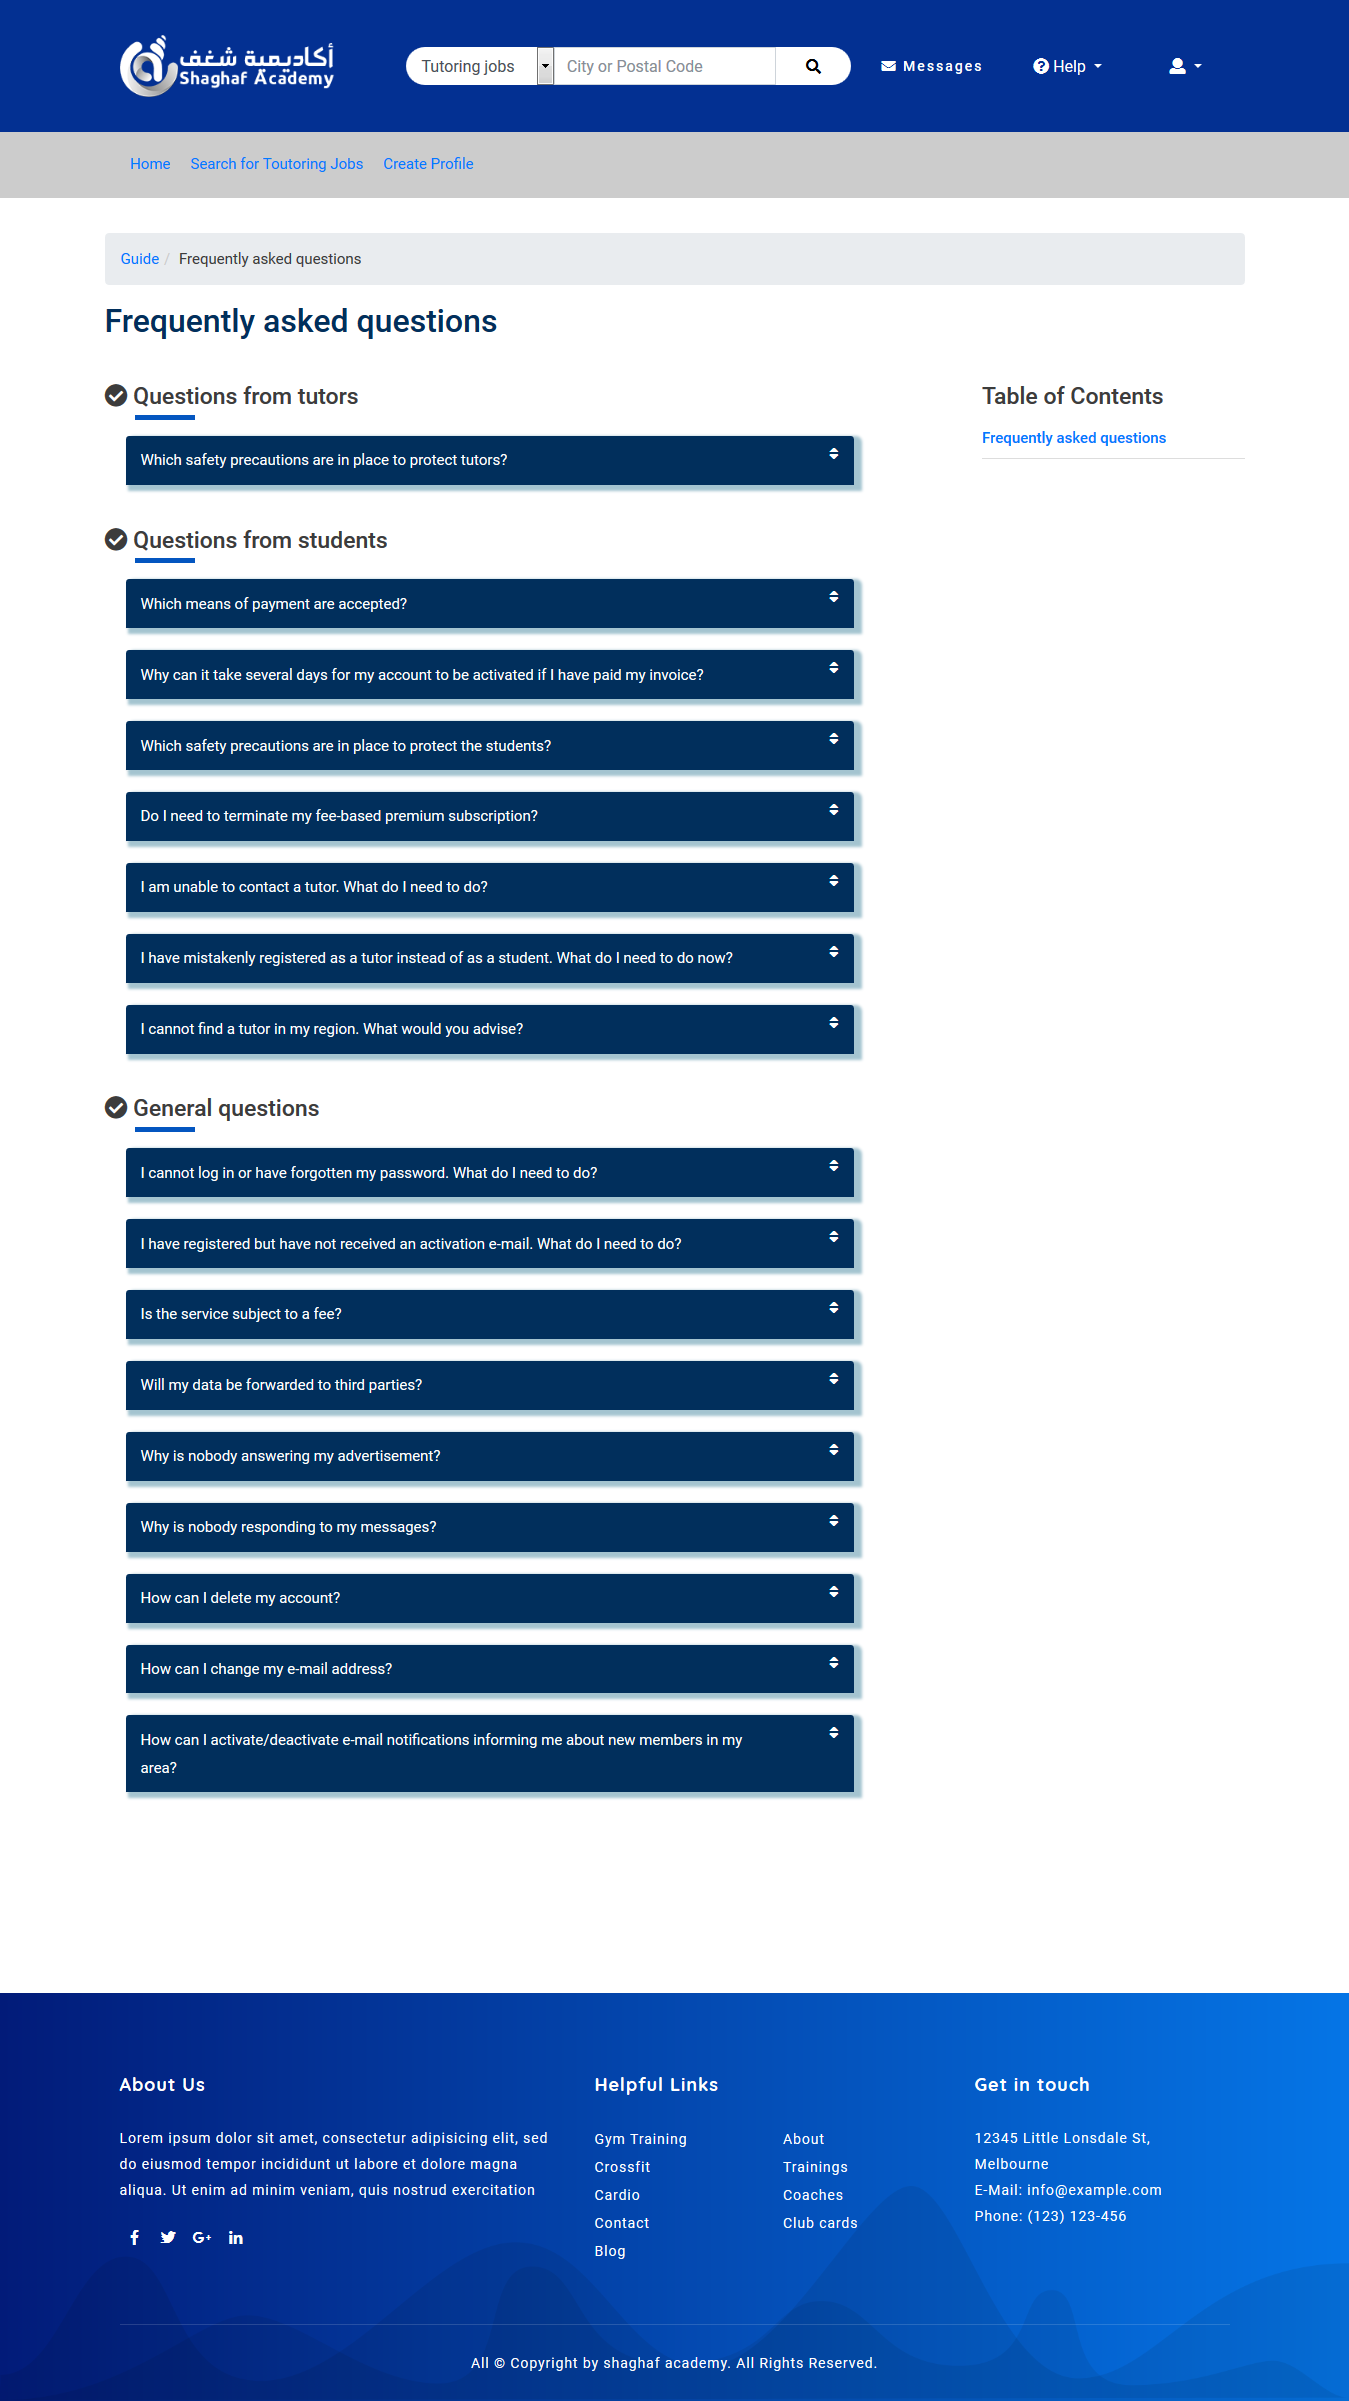 أكاديمية شغف
Shaghaf Academy
Tutoring jobs
City or Postal Code
Messages
Help
Home
Search for Toutoring Jobs
Create Profile
Guide / Frequently asked questions
Frequently asked questions
Questions from tutors
Which safety precautions are in place to protect tutors?
Table of Contents
Frequently asked questions
Questions from students
Which means of payment are accepted?
Why can it take several days for my account to be activated if I have paid my invoice?
Which safety precautions are in place to protect the students?
Do I need to terminate my fee-based premium subscription?
I am unable to contact a tutor. What do I need to do?
I have mistakenly registered as a tutor instead of as a student. What do I need to do now?
I cannot find a tutor in my region. What would you advise?
General questions
I cannot log in or have forgotten my password. What do I need to do?
I have registered but have not received an activation e-mail. What do I need to do?
Is the service subject to a fee?
Will my data be forwarded to third parties?
Why is nobody answering my advertisement?
Why is nobody responding to my messages?
How can I delete my account?
How can I change my e-mail address?
How can I activate/deactivate e-mail notifications informing me about new members in my
area?
About Us
Lorem ipsum dolor sit amet, consectetur adipisicing elit, sed
do eiusmod tempor incididunt ut labore et dolore magna
aliqua. Ut enim ad minim veniam, quis nostrud exercitation
Helpful Links
Gym Training
Crossfit
Cardio
Contact
Blog
About
Trainings
Coaches
Club cards
Get in touch
12345 Little Lonsdale St,
Melbourne
E-Mail: info@example.com
Phone: (123) 123-456
All © Copyright by shaghaf academy. All Rights Reserved.